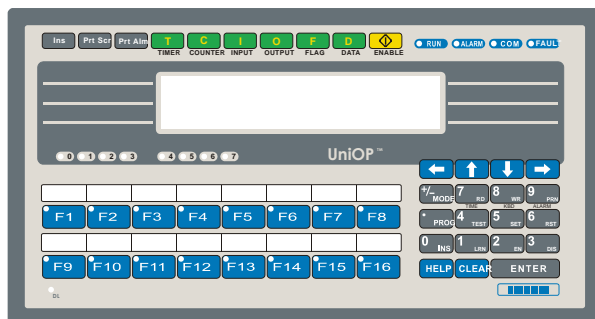 Ins Prt Scr Prt Alm T C I O F D
TIMER COUNTER INPUT OUTPUT FLAG DATA ENABLE
RUN ALARM COM FAULT
0 1 2 3 4 5 6 7
UniOP™
+/- MODE 7 RD 8 WR 9 PRN
TIME KBD ALARM
F1 F2 F3 F4 F5 F6 F7 F8
• PROG 4 TEST 5 SET 6 RST
0 INS 1 LRN 2 EN 3 DIS
F9 F10 F11 F12 F13 F14 F15 F16
HELP CLEAR ENTER
DL